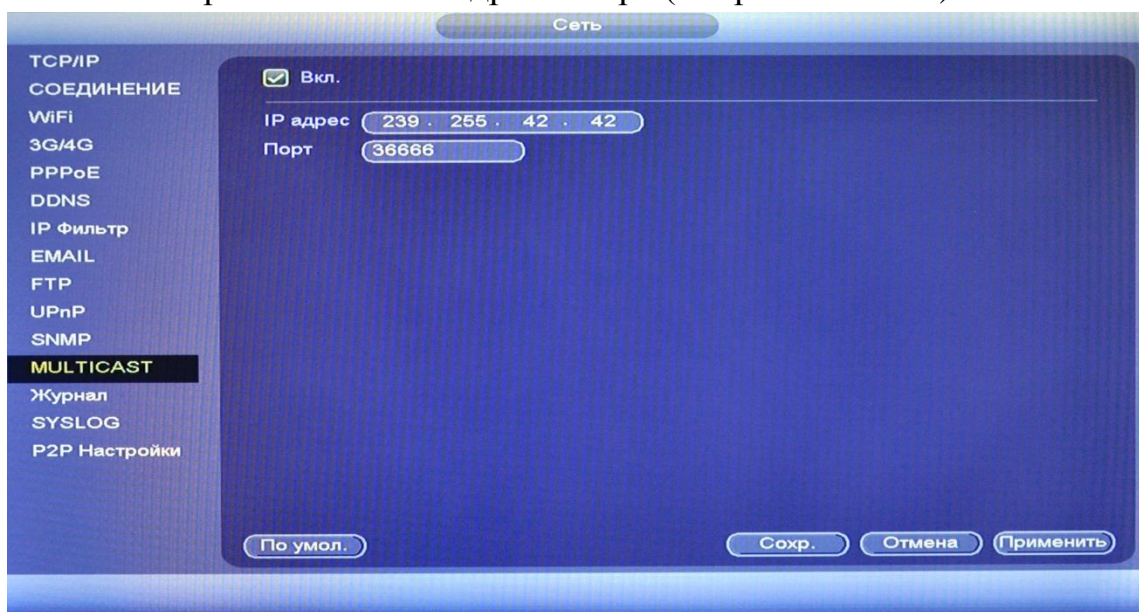 Сеть
TCP/IP
СОЕДИНЕНИЕ
WiFi
3G/4G
PPPoE
DDNS
IP Фильтр
EMAIL
FTP
UPnP
SNMP
MULTICAST
Журнал
SYSLOG
P2P Настройки
Вкл.
IP адрес 239 . 255 . 42 . 42
Порт 36666
По умол. Сохр. Отмена Применить